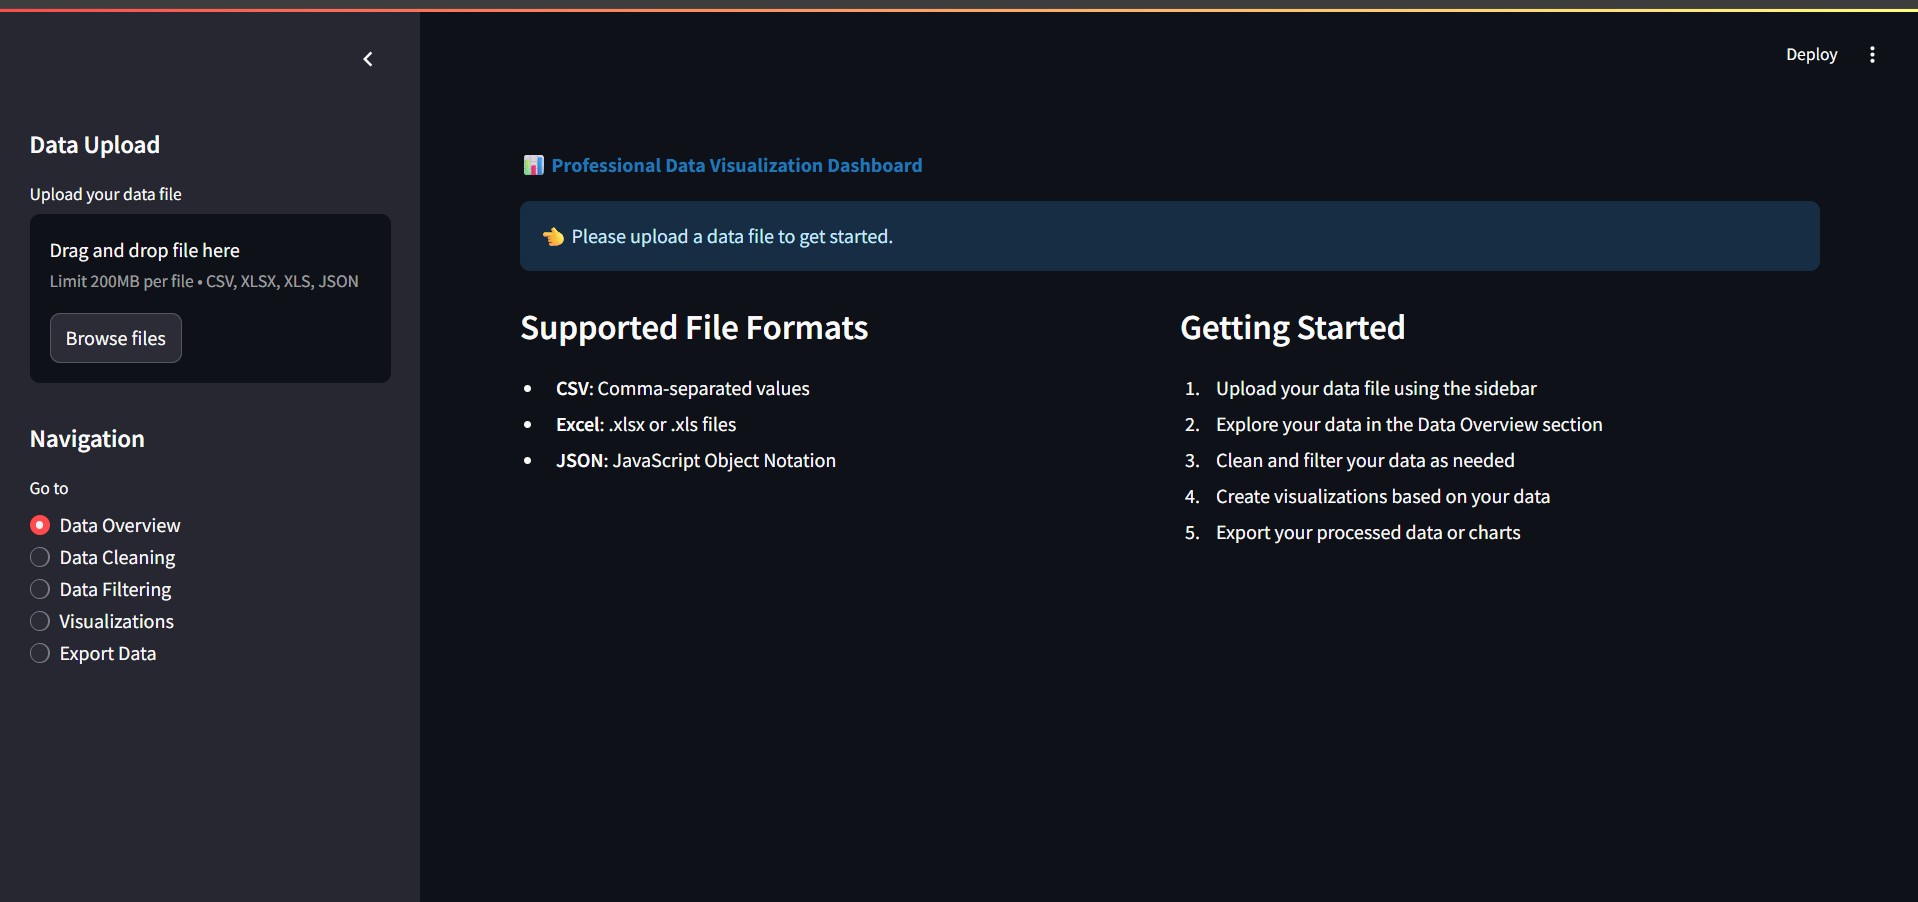 Deploy
Data Upload
Upload your data file
Drag and drop file here
Limit 200MB per file • CSV, XLSX, XLS, JSON
Browse files
Navigation
Go to
Data Overview
Data Cleaning
Data Filtering
Visualizations
Export Data
📊 Professional Data Visualization Dashboard
👈 Please upload a data file to get started.
Supported File Formats
• CSV: Comma-separated values
• Excel: .xlsx or .xls files
• JSON: JavaScript Object Notation
Getting Started
1. Upload your data file using the sidebar
2. Explore your data in the Data Overview section
3. Clean and filter your data as needed
4. Create visualizations based on your data
5. Export your processed data or charts